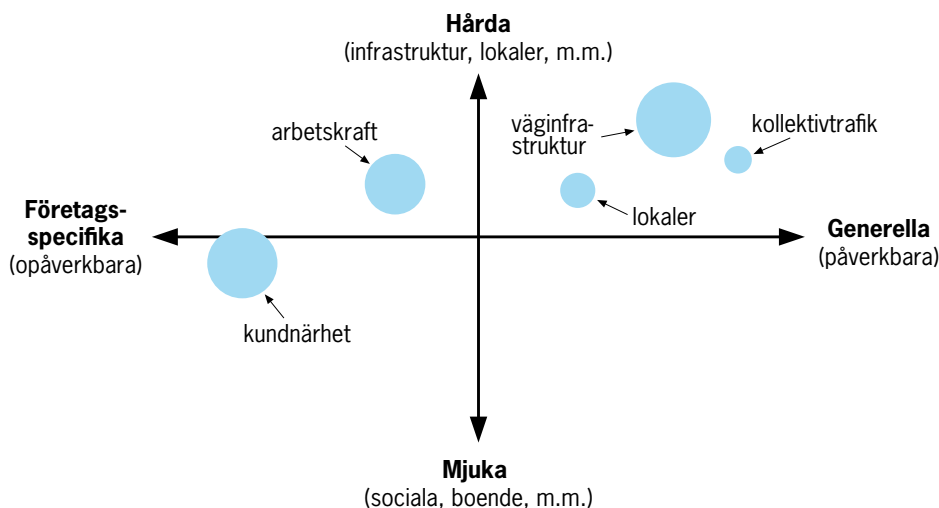 Hårda
(infrastruktur, lokaler, m.m.)
arbetskraft
väginfra-
struktur
kollektivtrafik
lokaler
Företags-
specifika
(opåverkbara)
Generella
(påverkbara)
kundnärhet
Mjuka
(sociala, boende, m.m.)